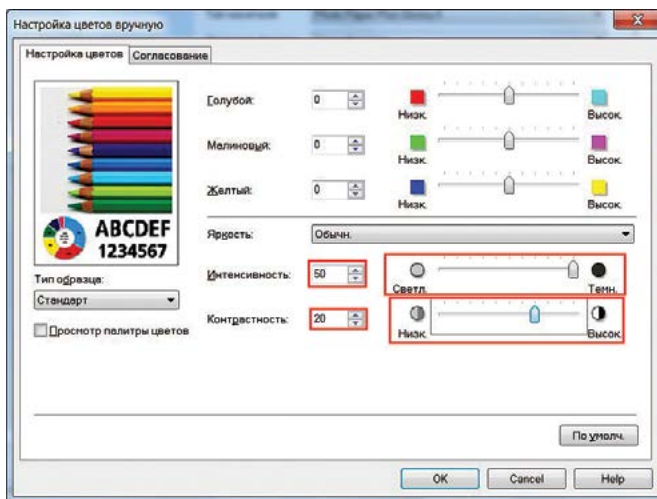 Настройка цветов вручную
Настройка цветов
Согласование
Голубой:
0
Низк.
Высок.
Малиновый:
0
Низк.
Высок.
Желтый:
0
Низк.
Высок.
ABCDEF
1234567
Яркость:
Обычн.
Тип образца:
Стандарт
Интенсивность:
50
Светл.
Темн.
Просмотр палитры цветов
Контрастность:
20
Низк.
Высок.
По умолч.
OK
Cancel
Help